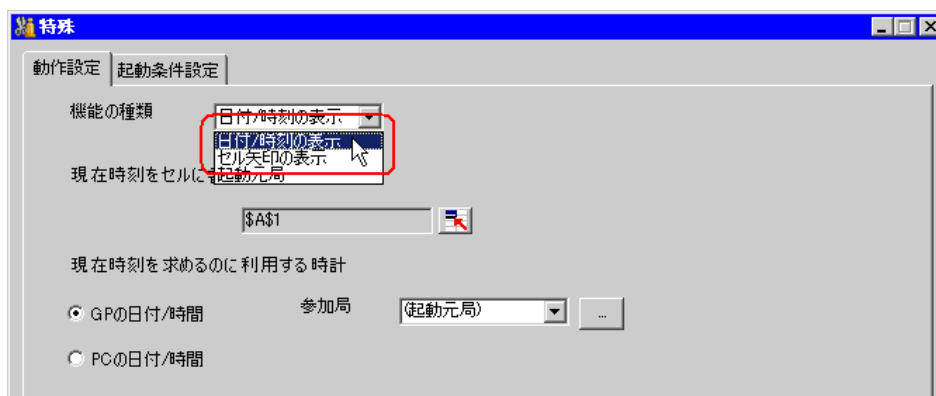 特殊
動作設定 起動条件設定
機能の種類 日付/時刻の表示
日付/時刻の表示
セル矢印の表示
現在時刻をセルに 起動元局
$A$1
現在時刻を求めるのに利用する時計
GPの日付/時間 参加局 (起動元局) ...
PCの日付/時間